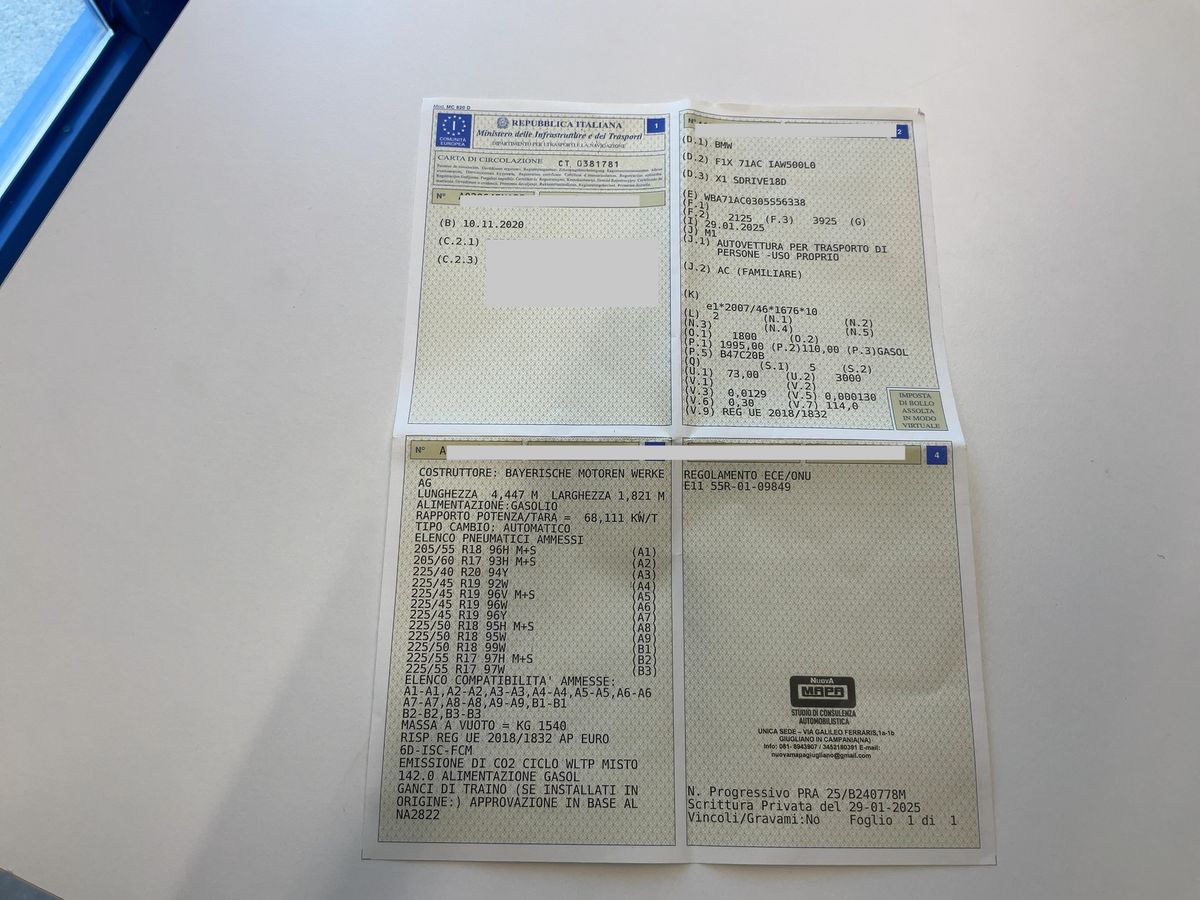 Mod. MC 820 D
COMUNITÀ EUROPEA
I
REPUBBLICA ITALIANA
Ministero delle Infrastrutture e dei Trasporti
DIPARTIMENTO PER I TRASPORTI E LA NAVIGAZIONE
1
CARTA DI CIRCOLAZIONE CT 0381781
N°
(B) 10.11.2020
(C.2.1)
(C.2.3)
N°
2
(D.1) BMW
(D.2) F1X 71AC IAW500L0
(D.3) X1 SDRIVE18D
(E) WBA71AC0305S56338
(F.1)
(F.2) 2125 (F.3) 3925 (G)
(I) 29.01.2025
(J) M1
(J.1) AUTOVETTURA PER TRASPORTO DI
PERSONE -USO PROPRIO
(J.2) AC (FAMILIARE)
(K)
e1*2007/46*1676*10
(L) 2 (N.1) (N.2)
(N.3) (N.4) (N.5)
(O.1) 1800 (O.2)
(P.1) 1995,00 (P.2)110,00 (P.3)GASOL
(P.5) B47C20B
(Q) (S.1) 5 (S.2)
(U.1) 73,00 (U.2) 3000
(V.1) (V.2)
(V.3) 0,0129 (V.5) 0,000130
(V.6) 0,30 (V.7) 114,0
(V.9) REG UE 2018/1832
IMPOSTA
DI BOLLO
ASSOLTA
IN MODO
VIRTUALE
N° A
COSTRUTTORE: BAYERISCHE MOTOREN WERKE
AG
LUNGHEZZA 4,447 M LARGHEZZA 1,821 M
ALIMENTAZIONE:GASOLIO
RAPPORTO POTENZA/TARA = 68,111 KW/T
TIPO CAMBIO: AUTOMATICO
ELENCO PNEUMATICI AMMESSI
205/55 R18 96H M+S (A1)
205/60 R17 93H M+S (A2)
225/40 R20 94Y (A3)
225/45 R19 92W (A4)
225/45 R19 96V M+S (A5)
225/45 R19 96W (A6)
225/45 R19 96Y (A7)
225/50 R18 95H M+S (A8)
225/50 R18 95W (A9)
225/50 R18 99W (B1)
225/55 R17 97H M+S (B2)
225/55 R17 97W (B3)
ELENCO COMPATIBILITA' AMMESSE:
A1-A1,A2-A2,A3-A3,A4-A4,A5-A5,A6-A6
A7-A7,A8-A8,A9-A9,B1-B1
B2-B2,B3-B3
MASSA A VUOTO = KG 1540
RISP REG UE 2018/1832 AP EURO
6D-ISC-FCM
EMISSIONE DI CO2 CICLO WLTP MISTO
142.0 ALIMENTAZIONE GASOL
GANCI DI TRAINO (SE INSTALLATI IN
ORIGINE:) APPROVAZIONE IN BASE AL
NA2822
4
REGOLAMENTO ECE/ONU
E11 55R-01-09849
NUOVA
MAPA
STUDIO DI CONSULENZA
AUTOMOBILISTICA
UNICA SEDE – VIA GALILEO FERRARIS,1a-1b
GIUGLIANO IN CAMPANIA(NA)
Info: 081- 8943907 / 3452180391 E-mail:
nuovamapagiugliano@gmail.com
N. Progressivo PRA 25/B240778M
Scrittura Privata del 29-01-2025
Vincoli/Gravami:No Foglio 1 di 1